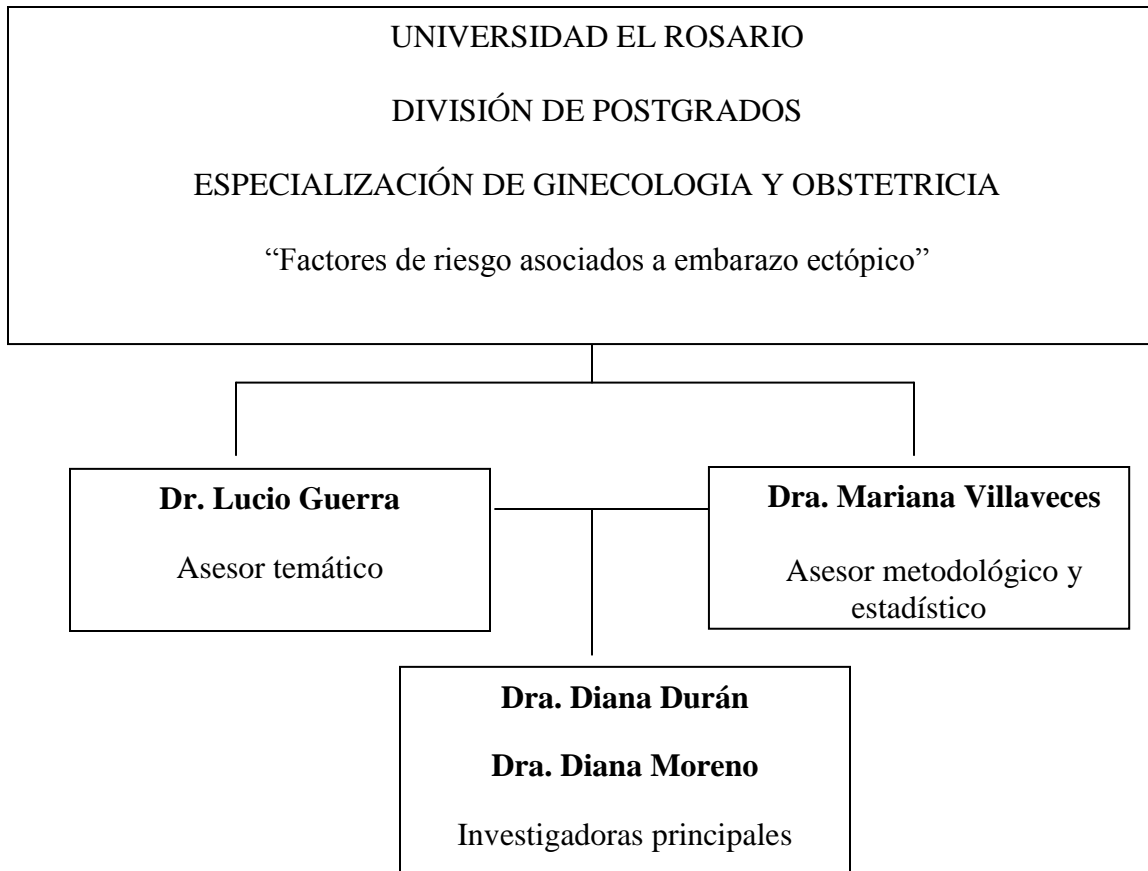 UNIVERSIDAD EL ROSARIO
DIVISIÓN DE POSTGRADOS
ESPECIALIZACIÓN DE GINECOLOGIA Y OBSTETRICIA
“Factores de riesgo asociados a embarazo ectópico”
Dr. Lucio Guerra
Asesor temático
Dra. Mariana Villaveces
Asesor metodológico y
estadístico
Dra. Diana Durán
Dra. Diana Moreno
Investigadoras principales